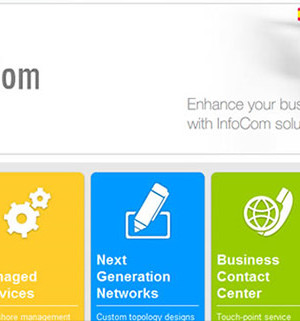 om
Enhance your bus
with InfoCom solu
naged
vices
hore management
Next
Generation
Networks
Custom topology designs
Business
Contact
Center
Touch-point service